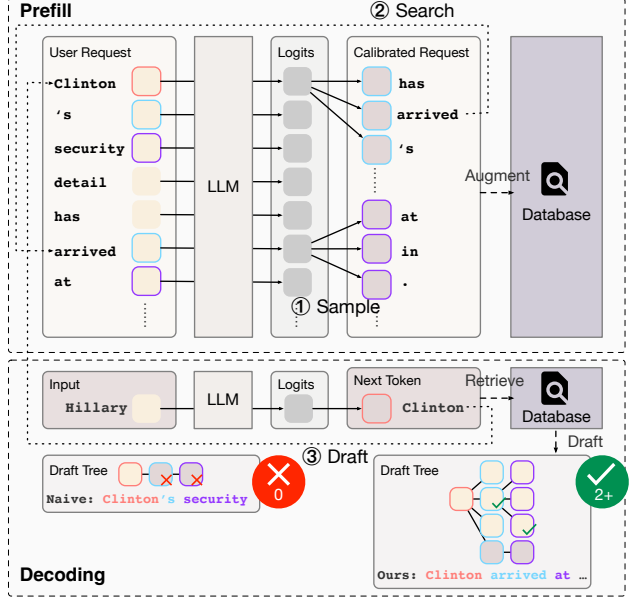 Prefill
② Search
User Request
Logits
Calibrated Request
Clinton
's
security
detail
has
arrived
at
LLM
has
arrived
's
at
in
.
Augment
Database
① Sample
Input
Hillary
LLM
Logits
Next Token
Clinton
Retrieve
Database
③ Draft
Draft
Draft Tree
Naive: Clinton's security
0
Draft Tree
2+
Ours: Clinton arrived at …
Decoding